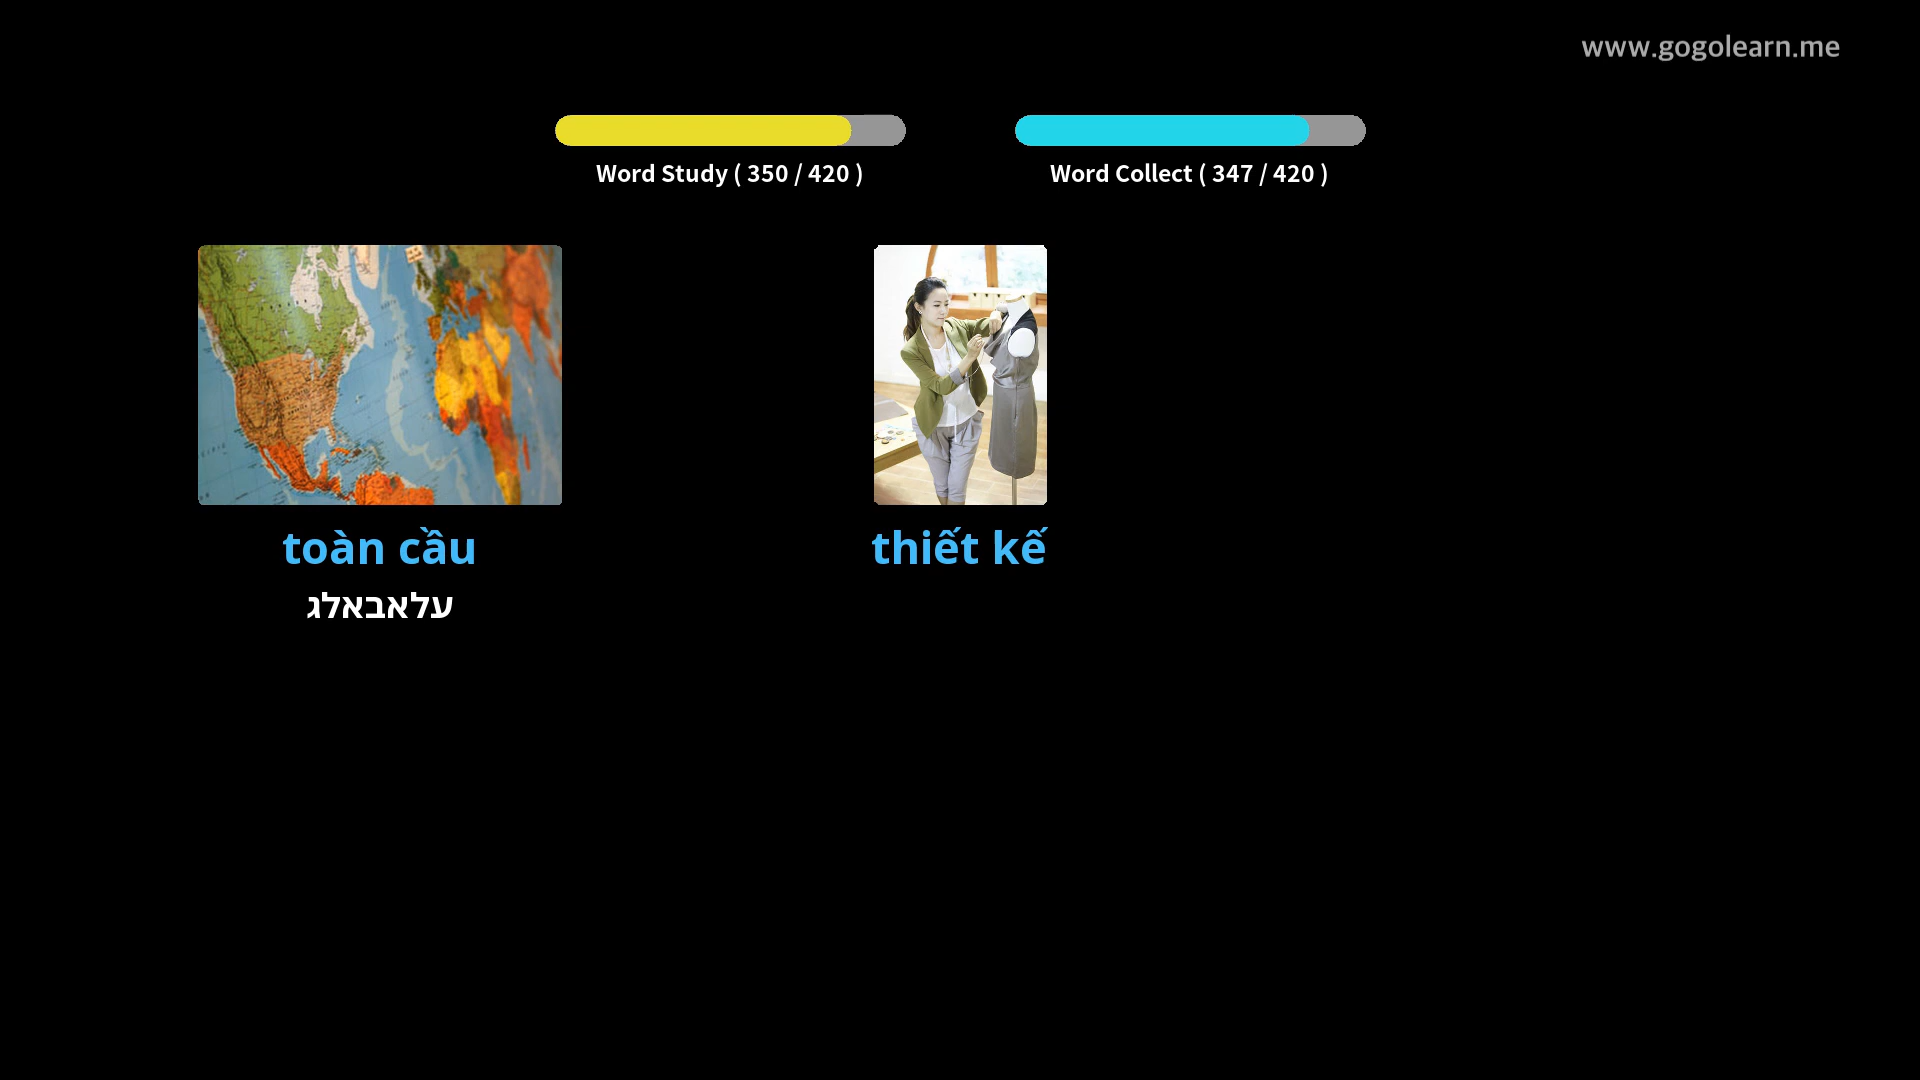 www.gogolearn.me
Word Study ( 350 / 420 )
Word Collect ( 347 / 420 )
toàn cầu
thiết kế
עלאבאלג